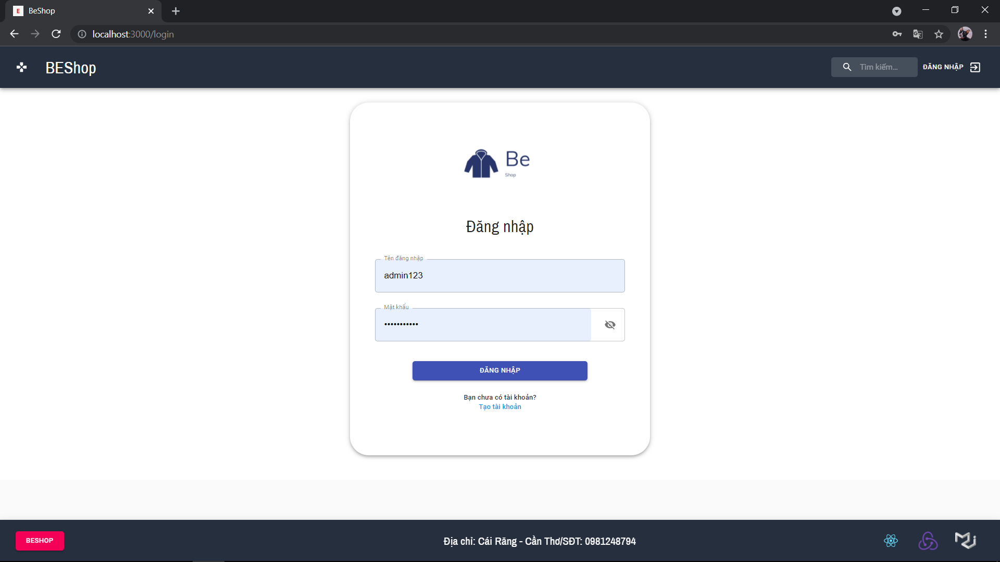 E BeShop
localhost:3000/login
BEShop
Tìm kiếm...
ĐĂNG NHẬP
Be
Shop
Đăng nhập
Tên đăng nhập
admin123
Mật khẩu
•••••••••••
ĐĂNG NHẬP
Bạn chưa có tài khoản?
Tạo tài khoản
BESHOP
Địa chỉ: Cái Răng - Cần Thơ/SĐT: 0981248794